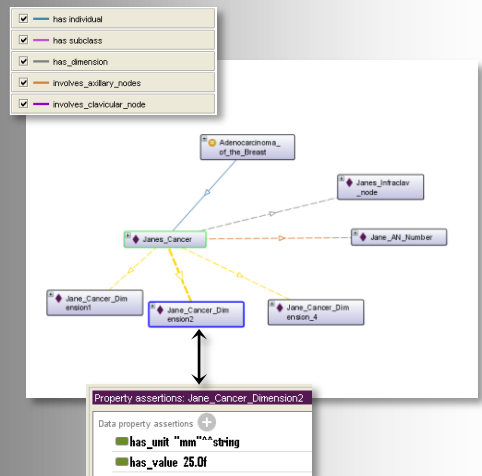 has individual
has subclass
has_dimension
involves_axillary_nodes
involves_clavicular_node
Adenocarcinoma_
of_the_Breast
Janes_Infraclav
_node
Janes_Cancer
Jane_AN_Number
Jane_Cancer_Dim
ension1
Jane_Cancer_Dim
ension2
Jane_Cancer_Dim
ension_4
Property assertions: Jane_Cancer_Dimension2
Data property assertions
has_unit "mm"^^string
has_value 25.0f